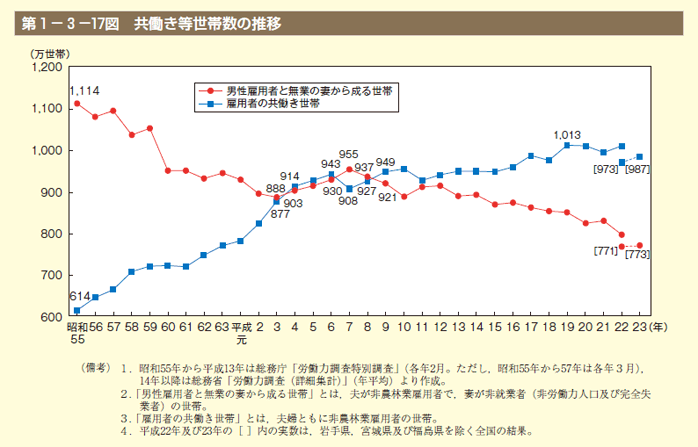 第1－3－17図　共働き等世帯数の推移
(万世帯)
1,200
1,100
1,000
900
800
700
600
男性雇用者と無業の妻から成る世帯
雇用者の共働き世帯
1,114
614
888
877
914
903
943
930
955
908
937
927
949
921
1,013
[973]
[987]
[771]
[773]
昭和 56 57 58 59 60 61 62 63 平成 2 3 4 5 6 7 8 9 10 11 12 13 14 15 16 17 18 19 20 21 22 23 (年)
55 元
(備考) 1．昭和55年から平成13年は総務庁「労働力調査特別調査」(各年2月。ただし，昭和55年から57年は各年3月)，
14年以降は総務省「労働力調査（詳細集計）」(年平均) より作成。
2．「男性雇用者と無業の妻から成る世帯」とは，夫が非農林業雇用者で，妻が非就業者（非労働力人口及び完全失
業者）の世帯。
3．「雇用者の共働き世帯」とは，夫婦ともに非農林業雇用者の世帯。
4．平成22年及び23年の［ ］内の実数は，岩手県，宮城県及び福島県を除く全国の結果。